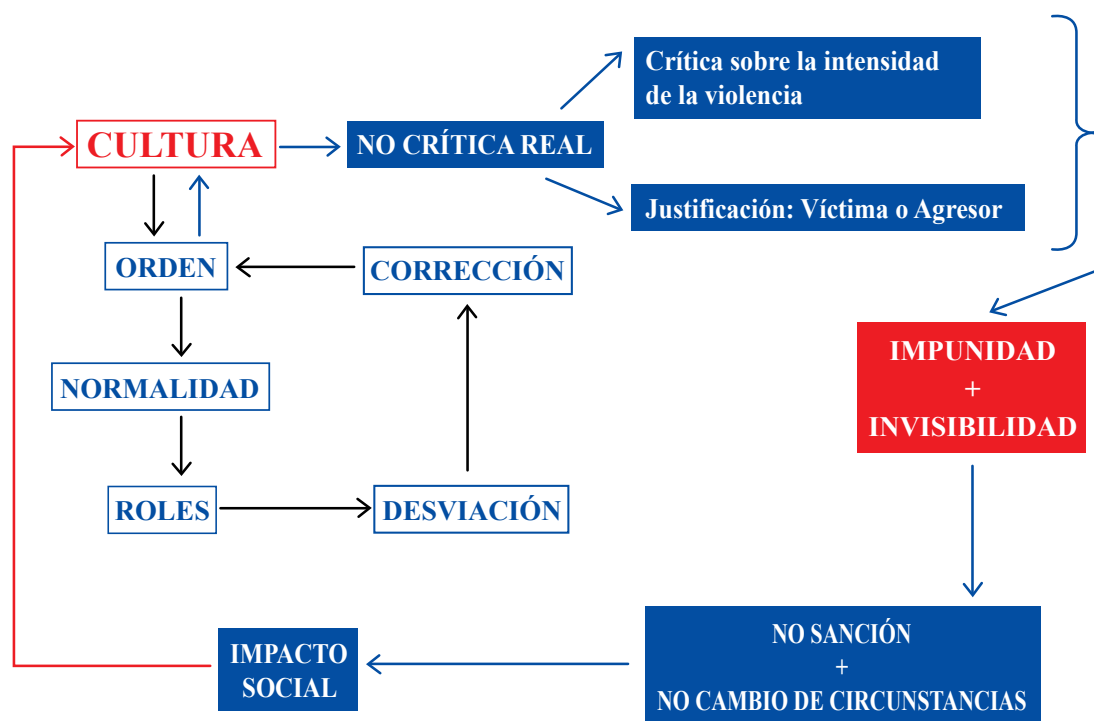 Crítica sobre la intensidad
de la violencia
CULTURA
NO CRÍTICA REAL
Justificación: Víctima o Agresor
ORDEN
CORRECCIÓN
IMPUNIDAD
+
INVISIBILIDAD
NORMALIDAD
ROLES
DESVIACIÓN
NO SANCIÓN
+
NO CAMBIO DE CIRCUNSTANCIAS
IMPACTO
SOCIAL